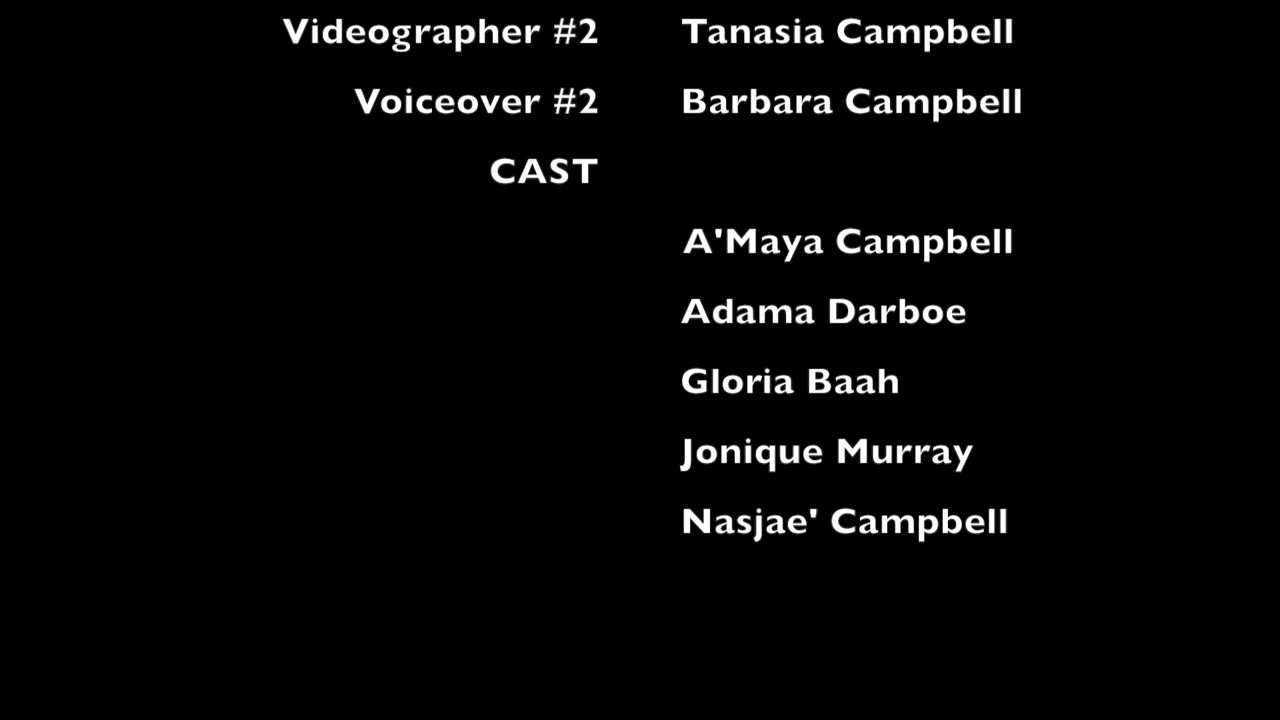 Videographer #2 Tanasia Campbell
Voiceover #2 Barbara Campbell
CAST
A'Maya Campbell
Adama Darboe
Gloria Baah
Jonique Murray
Nasjae' Campbell